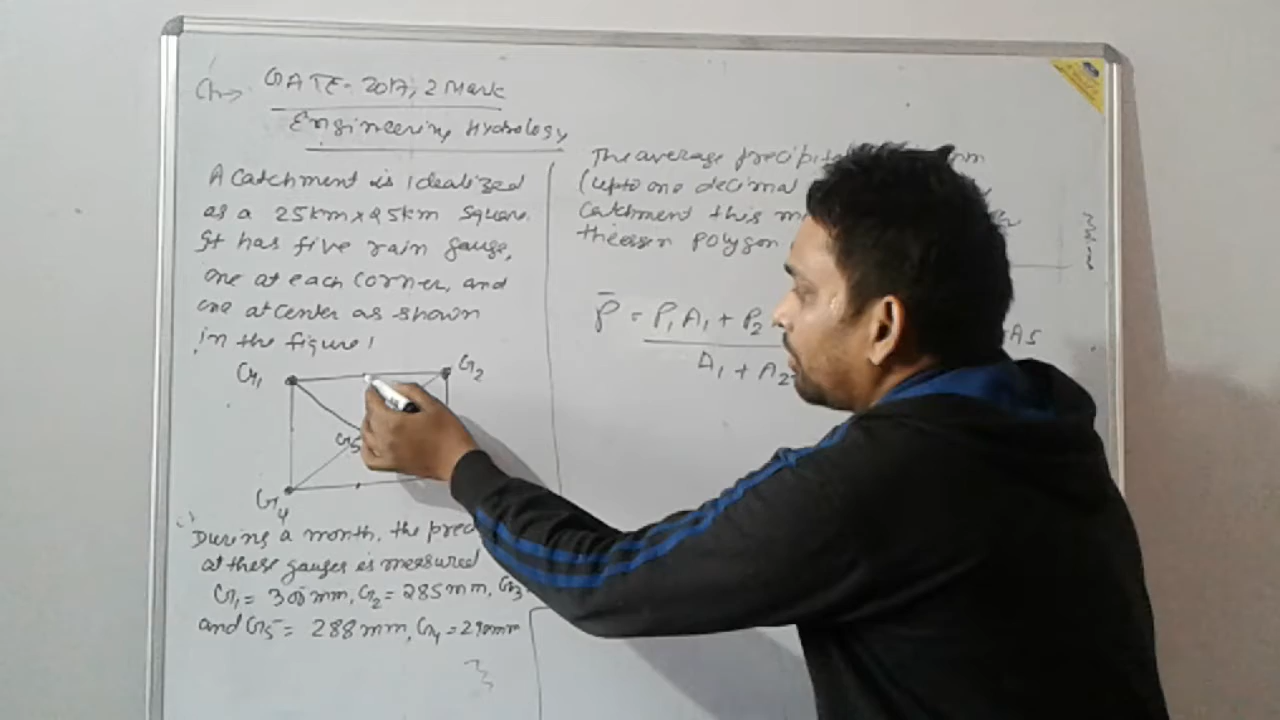 Ch→ GATE-2017, 2 Mark
Engineering Hydrology
A catchment is idealized
as a 25km x 25km square.
It has five rain gauge,
one at each corner, and
one at center as shown
in the figure!
G1
G2
G5
G4
During a month, the prec
at these gauges is measured
G1 = 300mm, G2 = 285mm, G3
and G5 = 288mm, G4 = 290mm
The average precipit
(upto one decimal
catchment this m
theissen polygon
P̄ = P1A1 + P2
A5
A1 + A2